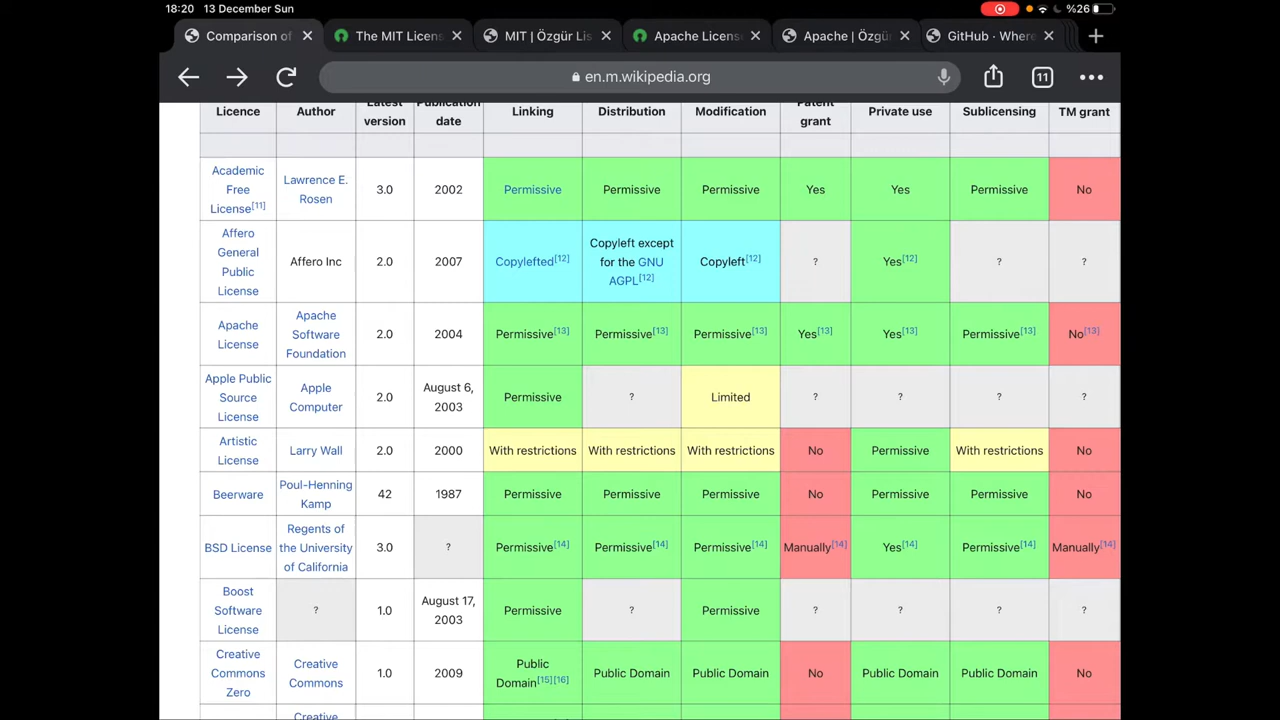 18:20 13 December Sun %26
Comparison of The MIT Licens MIT | Özgür Lis Apache Licens Apache | Özgü GitHub · Where
en.m.wikipedia.org 11
Licence Author Latest version Publication date Linking Distribution Modification Patent grant Private use Sublicensing TM grant
Academic Free License[11] Lawrence E. Rosen 3.0 2002 Permissive Permissive Permissive Yes Yes Permissive No
Affero General Public License Affero Inc 2.0 2007 Copylefted[12] Copyleft except for the GNU AGPL[12] Copyleft[12] ? Yes[12] ? ?
Apache License Apache Software Foundation 2.0 2004 Permissive[13] Permissive[13] Permissive[13] Yes[13] Yes[13] Permissive[13] No[13]
Apple Public Source License Apple Computer 2.0 August 6, 2003 Permissive ? Limited ? ? ? ?
Artistic License Larry Wall 2.0 2000 With restrictions With restrictions With restrictions No Permissive With restrictions No
Beerware Poul-Henning Kamp 42 1987 Permissive Permissive Permissive No Permissive Permissive No
BSD License Regents of the University of California 3.0 ? Permissive[14] Permissive[14] Permissive[14] Manually[14] Yes[14] Permissive[14] Manually[14]
Boost Software License ? 1.0 August 17, 2003 Permissive ? Permissive ? ? ? ?
Creative Commons Zero Creative Commons 1.0 2009 Public Domain[15][16] Public Domain Public Domain No Public Domain Public Domain No
Creative